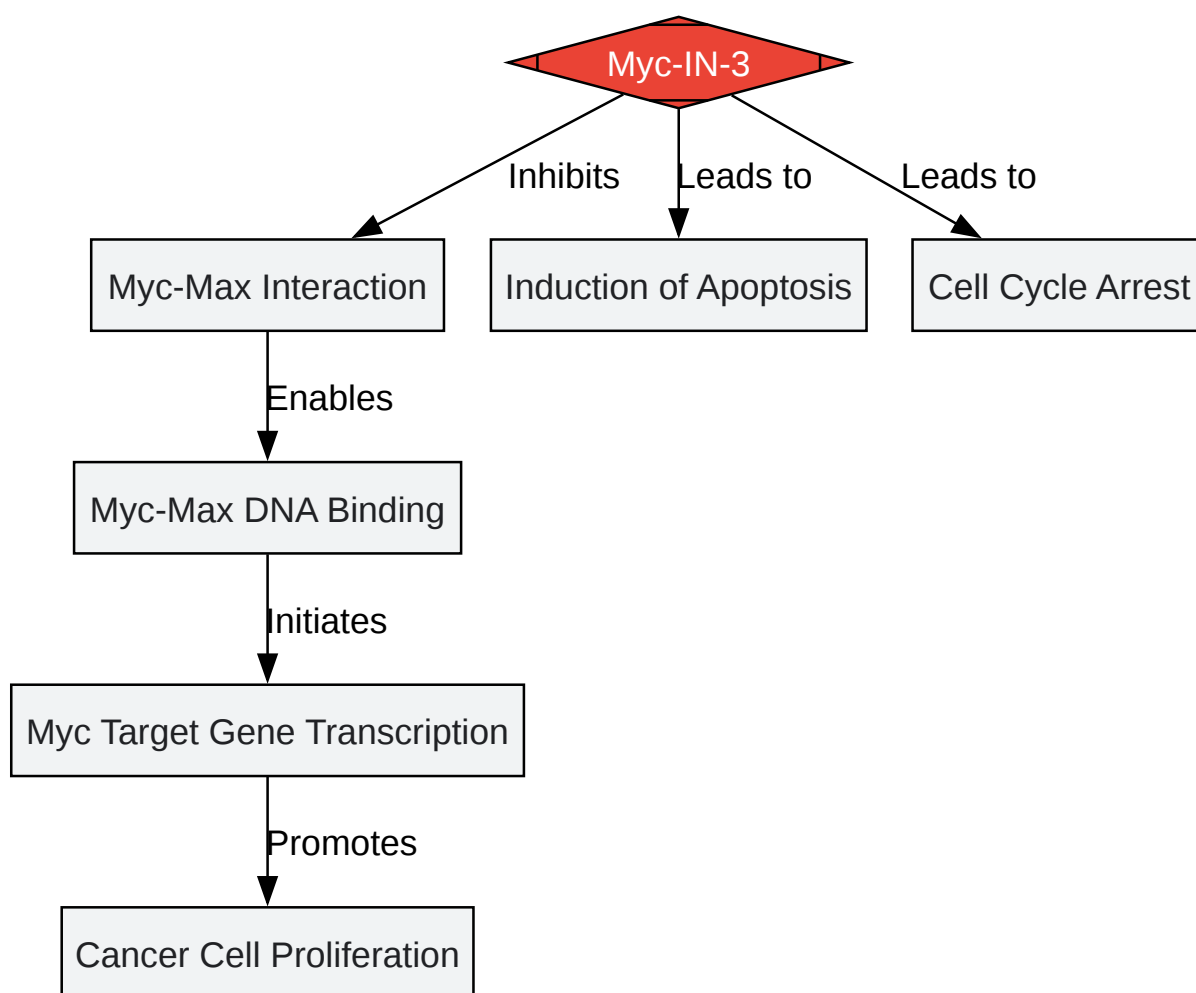 Myc-IN-3
Inhibits
Leads to
Leads to
Myc-Max Interaction
Induction of Apoptosis
Cell Cycle Arrest
Enables
Myc-Max DNA Binding
Initiates
Myc Target Gene Transcription
Promotes
Cancer Cell Proliferation